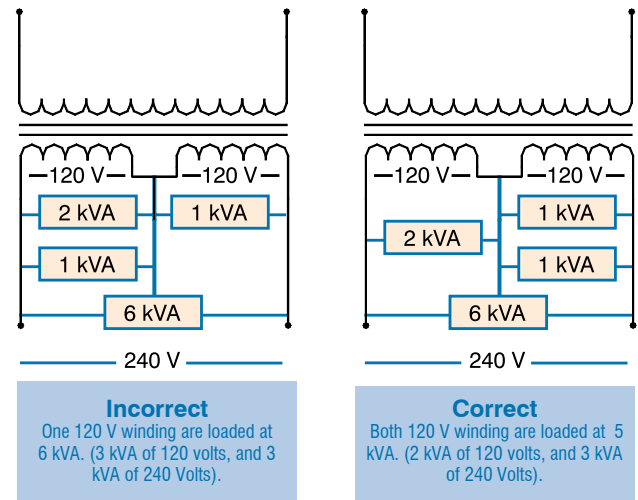 120 V
120 V
2 kVA
1 kVA
1 kVA
6 kVA
240 V
Incorrect
One 120 V winding are loaded at
6 kVA. (3 kVA of 120 volts, and 3
kVA of 240 Volts).
120 V
120 V
1 kVA
2 kVA
1 kVA
6 kVA
240 V
Correct
Both 120 V winding are loaded at 5
kVA. (2 kVA of 120 volts, and 3 kVA
of 240 Volts).